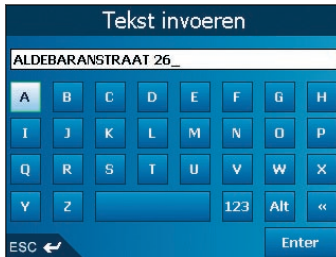 Tekst invoeren
ALDEBARANSTRAAT 26_
A B C D E F G H
I J K L M N O P
Q R S T U V W X
Y Z 123 Alt «
ESC Enter